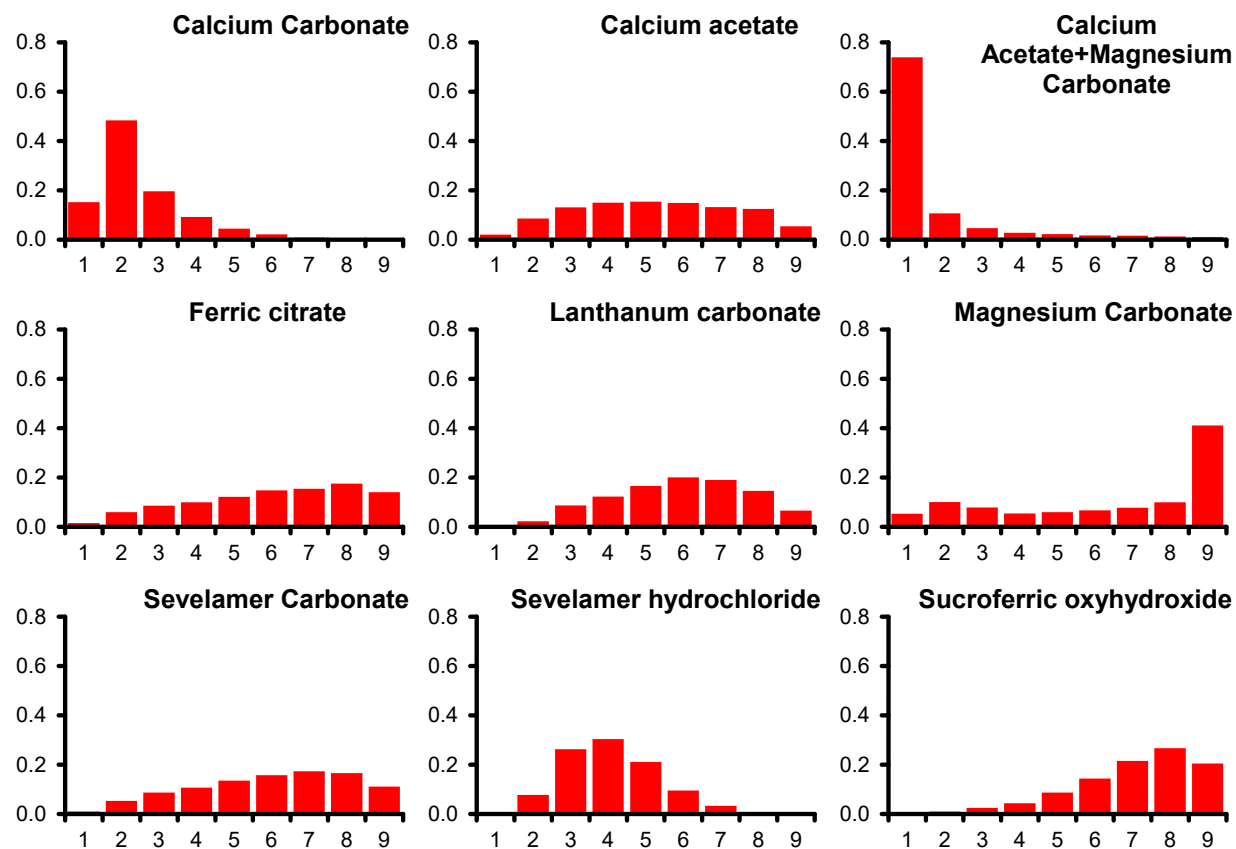 Calcium Carbonate
0.8
0.6
0.4
0.2
0.0
1 2 3 4 5 6 7 8 9
Calcium acetate
0.8
0.6
0.4
0.2
0.0
1 2 3 4 5 6 7 8 9
Calcium
Acetate+Magnesium
Carbonate
0.8
0.6
0.4
0.2
0.0
1 2 3 4 5 6 7 8 9
Ferric citrate
0.8
0.6
0.4
0.2
0.0
1 2 3 4 5 6 7 8 9
Lanthanum carbonate
0.8
0.6
0.4
0.2
0.0
1 2 3 4 5 6 7 8 9
Magnesium Carbonate
0.8
0.6
0.4
0.2
0.0
1 2 3 4 5 6 7 8 9
Sevelamer Carbonate
0.8
0.6
0.4
0.2
0.0
1 2 3 4 5 6 7 8 9
Sevelamer hydrochloride
0.8
0.6
0.4
0.2
0.0
1 2 3 4 5 6 7 8 9
Sucroferric oxyhydroxide
0.8
0.6
0.4
0.2
0.0
1 2 3 4 5 6 7 8 9